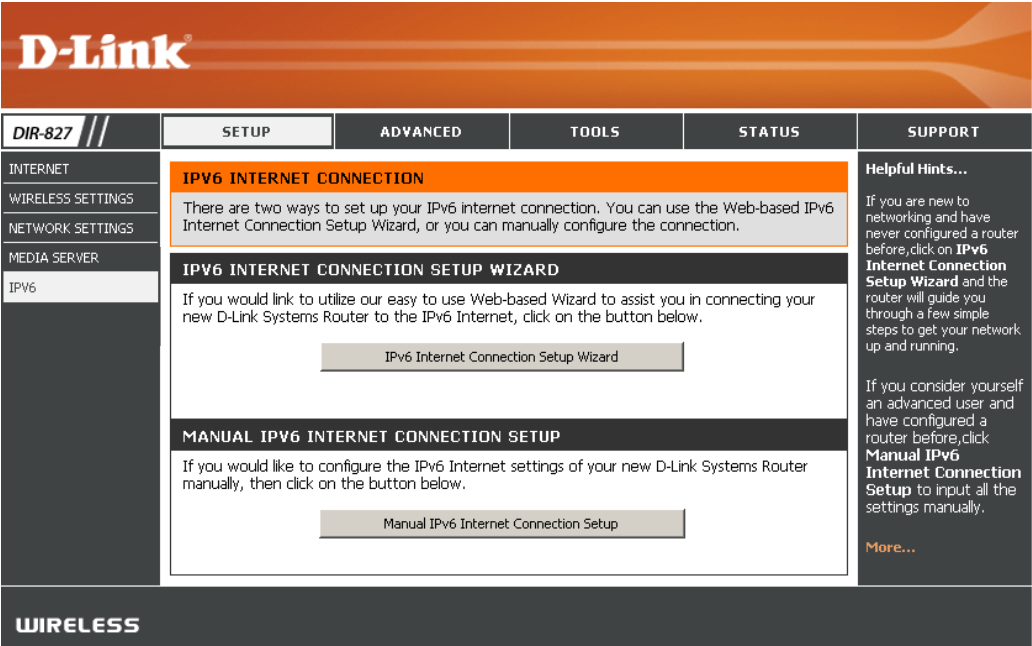 D-Link®
DIR-827
SETUP
ADVANCED
TOOLS
STATUS
SUPPORT
INTERNET
WIRELESS SETTINGS
NETWORK SETTINGS
MEDIA SERVER
IPV6
IPV6 INTERNET CONNECTION
There are two ways to set up your IPv6 internet connection. You can use the Web-based IPv6
Internet Connection Setup Wizard, or you can manually configure the connection.
IPV6 INTERNET CONNECTION SETUP WIZARD
If you would link to utilize our easy to use Web-based Wizard to assist you in connecting your
new D-Link Systems Router to the IPv6 Internet, click on the button below.
IPv6 Internet Connection Setup Wizard
MANUAL IPV6 INTERNET CONNECTION SETUP
If you would like to configure the IPv6 Internet settings of your new D-Link Systems Router
manually, then click on the button below.
Manual IPv6 Internet Connection Setup
Helpful Hints...
If you are new to
networking and have
never configured a router
before,click on IPv6
Internet Connection
Setup Wizard and the
router will guide you
through a few simple
steps to get your network
up and running.
If you consider yourself
an advanced user and
have configured a
router before,click
Manual IPv6
Internet Connection
Setup to input all the
settings manually.
More...
WIRELESS